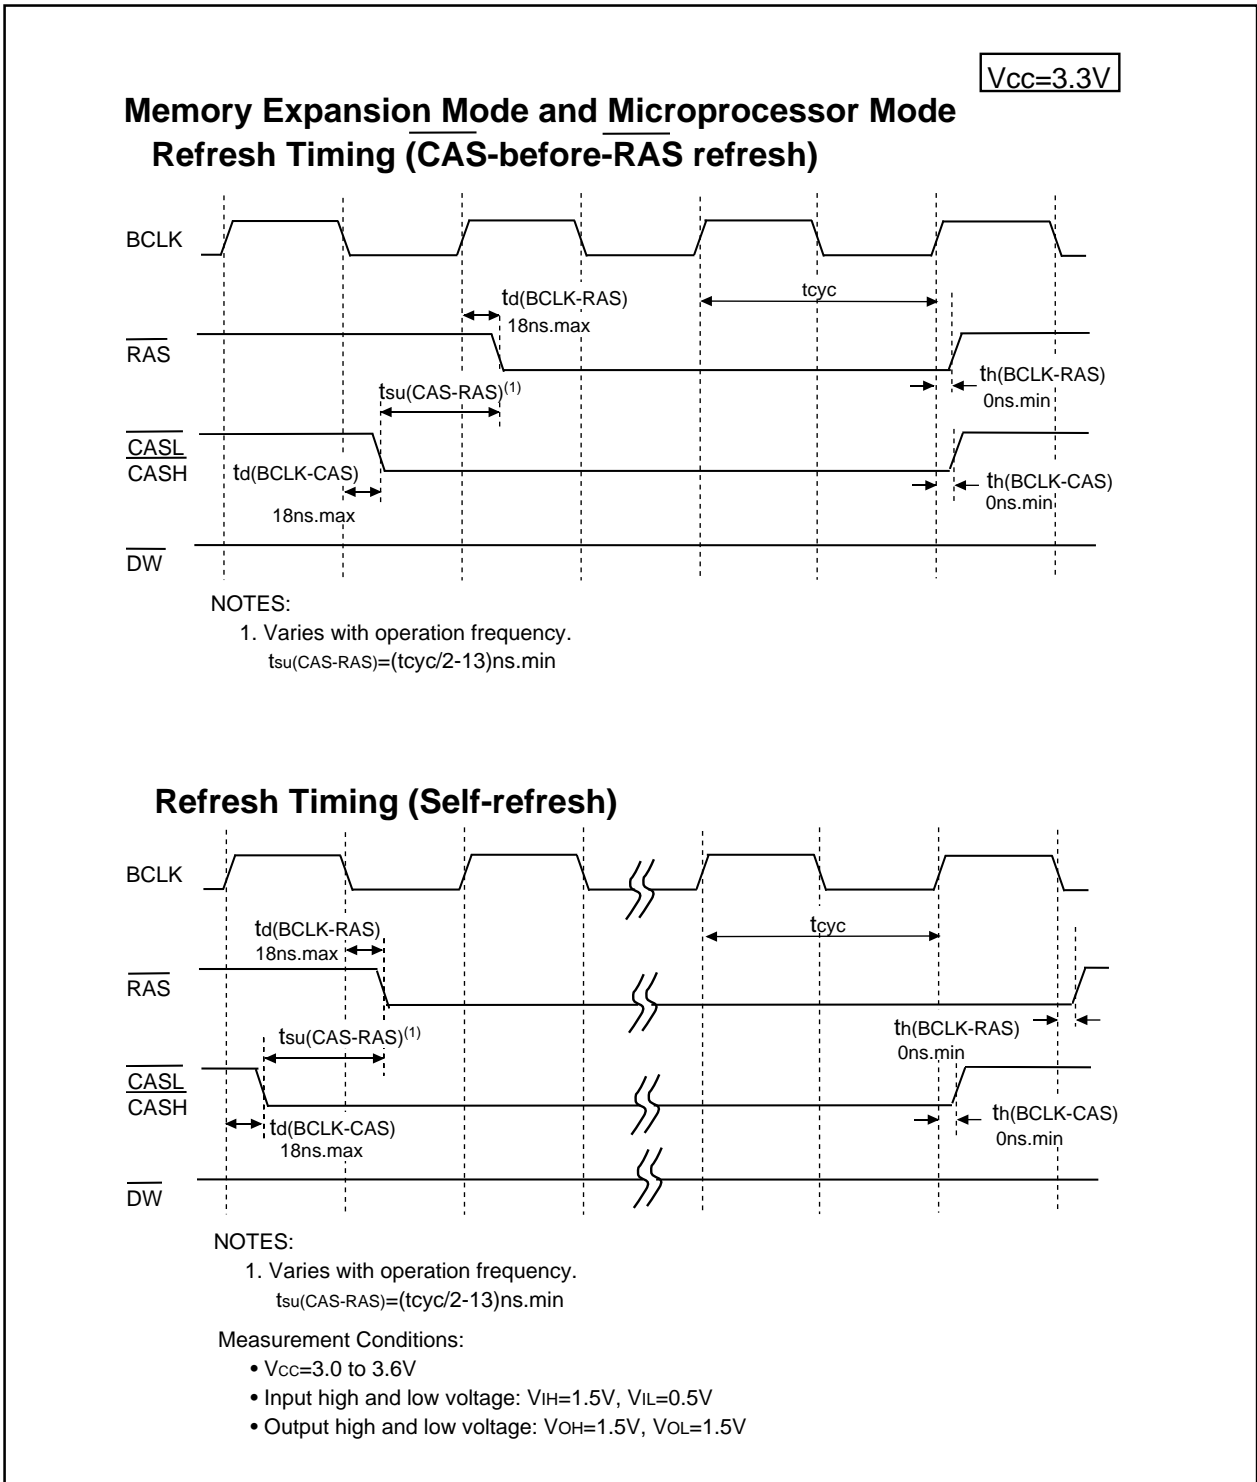 Vcc=3.3V
Memory Expansion Mode and Microprocessor Mode
Refresh Timing (CAS-before-RAS refresh)
BCLK
td(BCLK-RAS)
18ns.max
tcyc
RAS
th(BCLK-RAS)
0ns.min
tsu(CAS-RAS)(1)
CASL
CASH
td(BCLK-CAS)
18ns.max
th(BCLK-CAS)
0ns.min
DW
NOTES:
1. Varies with operation frequency.
tsu(CAS-RAS)=(tcyc/2-13)ns.min
Refresh Timing (Self-refresh)
BCLK
td(BCLK-RAS)
18ns.max
tcyc
RAS
th(BCLK-RAS)
0ns.min
tsu(CAS-RAS)(1)
CASL
CASH
td(BCLK-CAS)
18ns.max
th(BCLK-CAS)
0ns.min
DW
NOTES:
1. Varies with operation frequency.
tsu(CAS-RAS)=(tcyc/2-13)ns.min
Measurement Conditions:
• VCC=3.0 to 3.6V
• Input high and low voltage: VIH=1.5V, VIL=0.5V
• Output high and low voltage: VOH=1.5V, VOL=1.5V